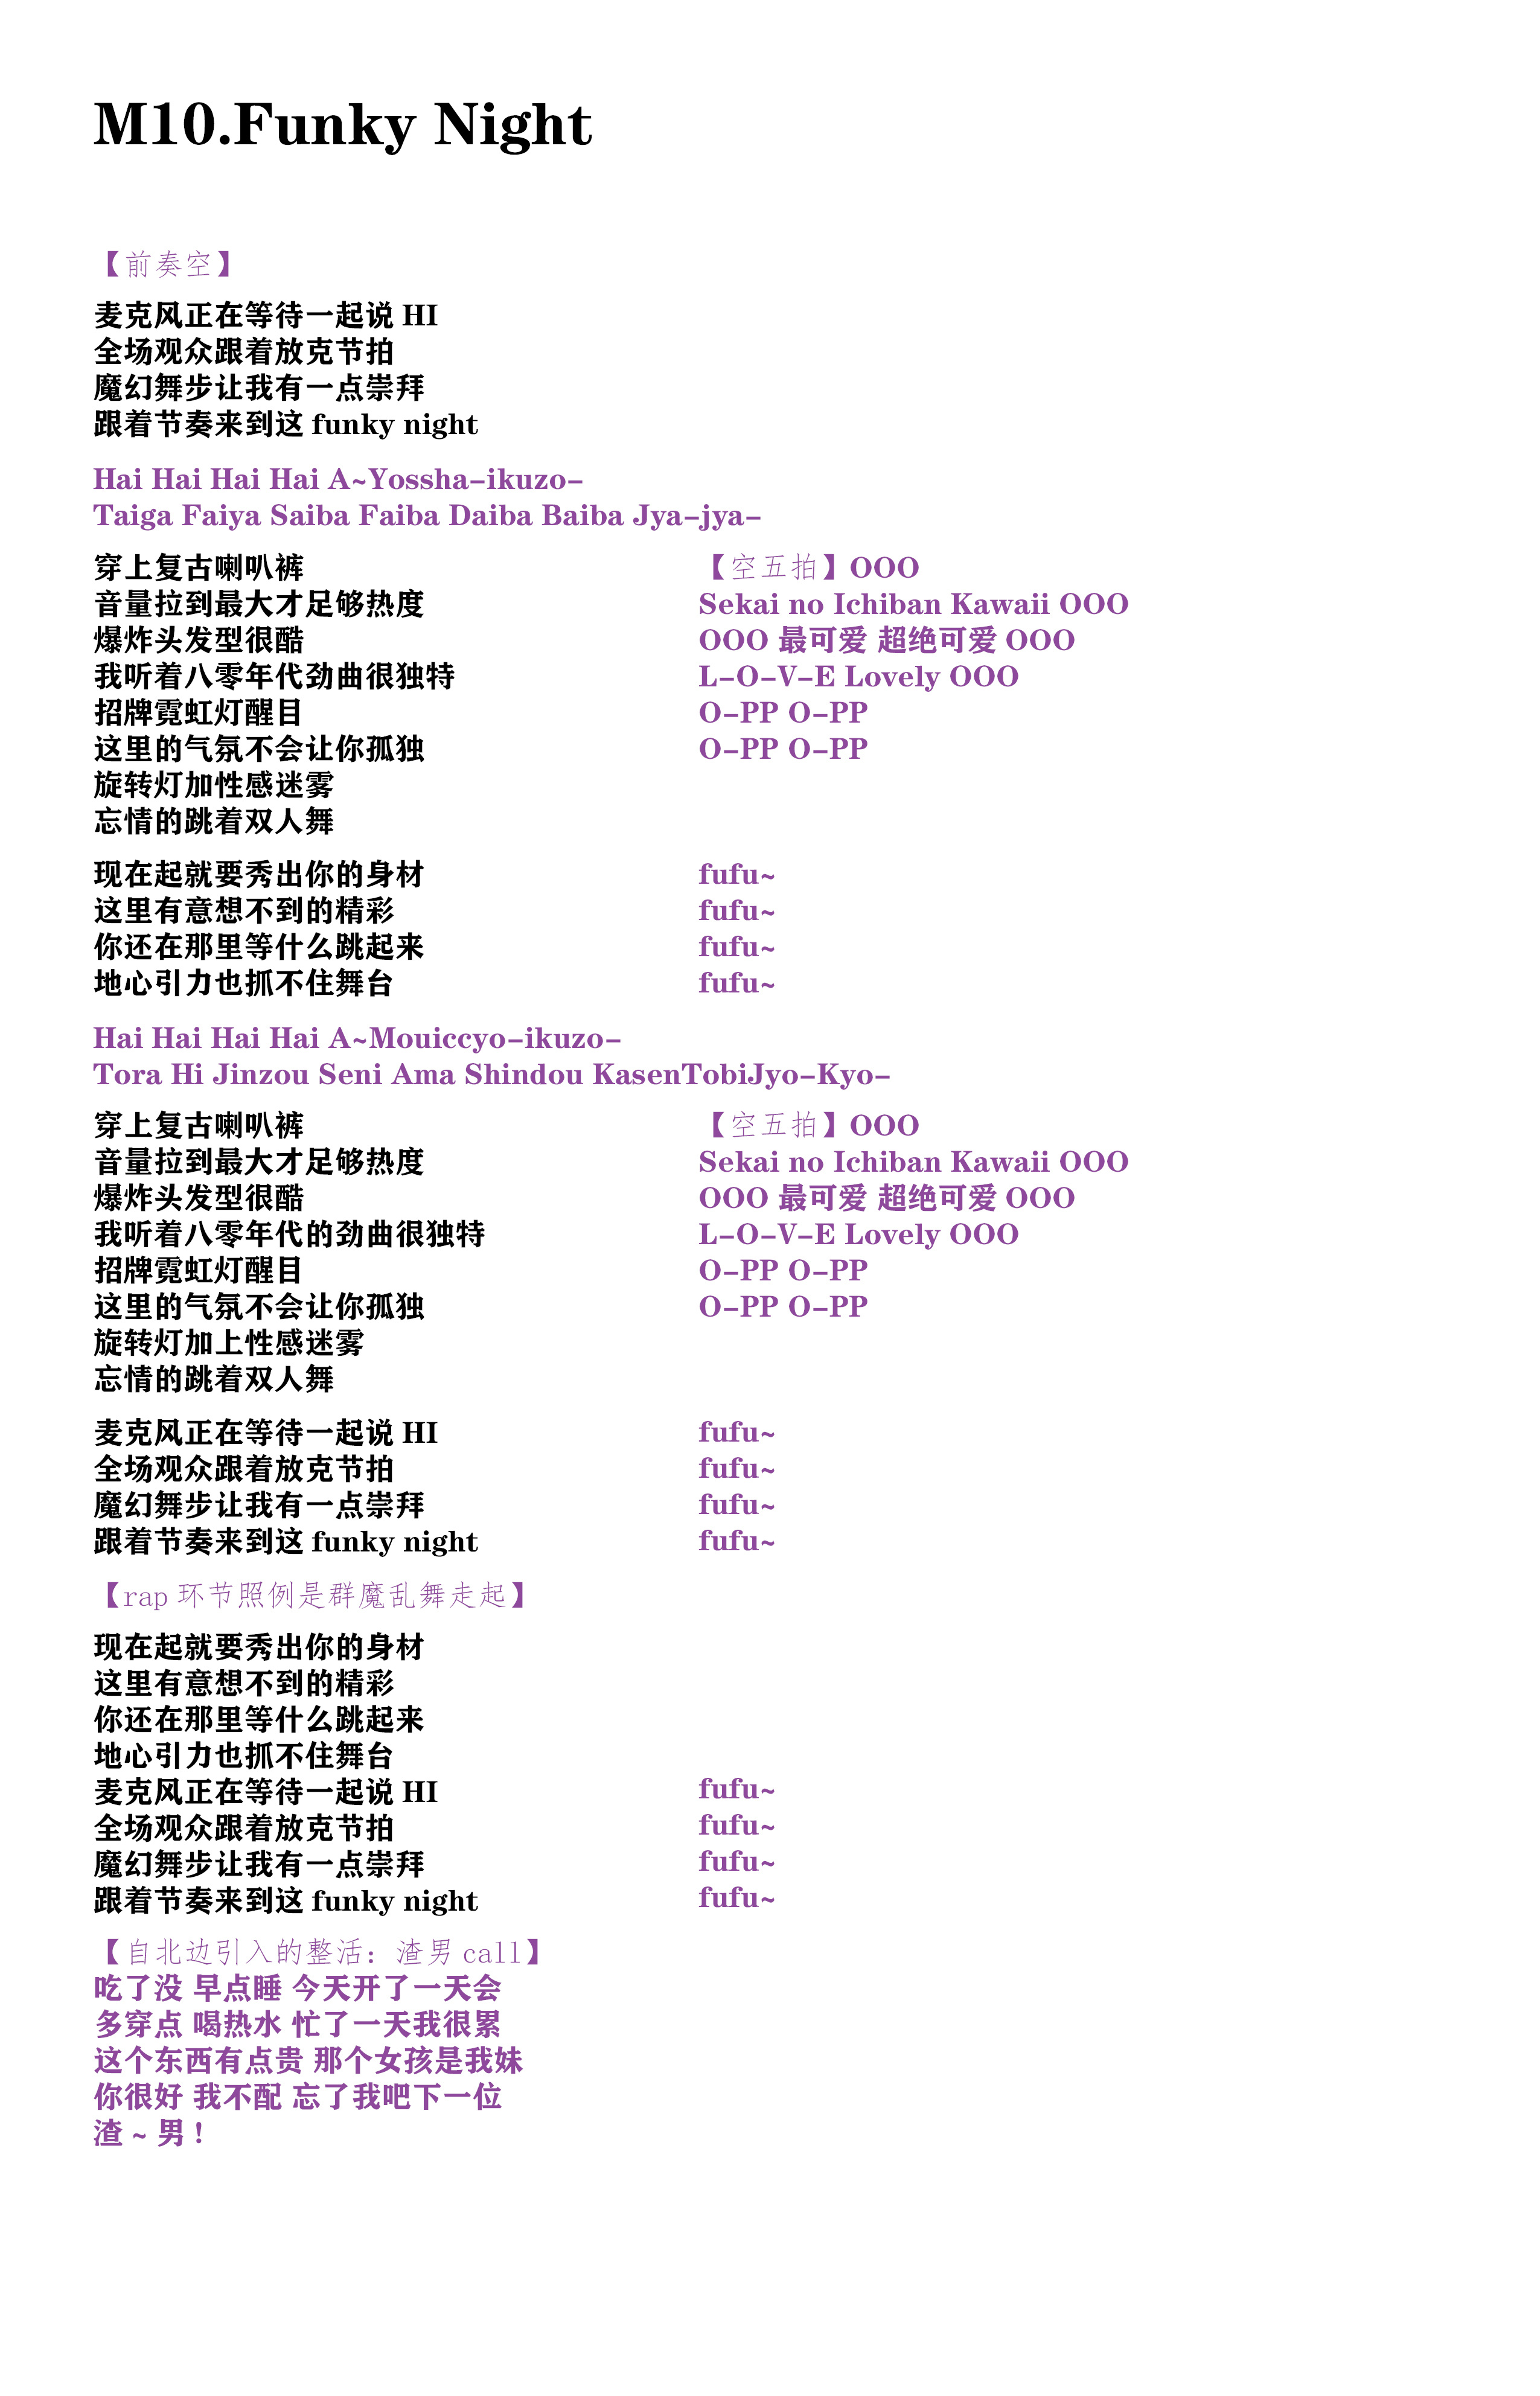 M10.Funky Night
【前奏空】
麦克风正在等待一起说 HI
全场观众跟着放克节拍
魔幻舞步让我有一点崇拜
跟着节奏来到这 funky night
Hai Hai Hai Hai A~Yossha-ikuzo-
Taiga Faiya Saiba Faiba Daiba Baiba Jya-jya-
穿上复古喇叭裤 【空五拍】OOO
音量拉到最大才足够热度 Sekai no Ichiban Kawaii OOO
爆炸头发型很酷 OOO 最可爱 超绝可爱 OOO
我听着八零年代劲曲很独特 L-O-V-E Lovely OOO
招牌霓虹灯醒目 O-PP O-PP
这里的气氛不会让你孤独 O-PP O-PP
旋转灯加性感迷雾
忘情的跳着双人舞
现在起就要秀出你的身材 fufu~
这里有意想不到的精彩 fufu~
你还在那里等什么跳起来 fufu~
地心引力也抓不住舞台 fufu~
Hai Hai Hai Hai A~Mouiccyo-ikuzo-
Tora Hi Jinzou Seni Ama Shindou KasenTobiJyo-Kyo-
穿上复古喇叭裤 【空五拍】OOO
音量拉到最大才足够热度 Sekai no Ichiban Kawaii OOO
爆炸头发型很酷 OOO 最可爱 超绝可爱 OOO
我听着八零年代的劲曲很独特 L-O-V-E Lovely OOO
招牌霓虹灯醒目 O-PP O-PP
这里的气氛不会让你孤独 O-PP O-PP
旋转灯加上性感迷雾
忘情的跳着双人舞
麦克风正在等待一起说 HI fufu~
全场观众跟着放克节拍 fufu~
魔幻舞步让我有一点崇拜 fufu~
跟着节奏来到这 funky night fufu~
【rap 环节照例是群魔乱舞走起】
现在起就要秀出你的身材
这里有意想不到的精彩
你还在那里等什么跳起来
地心引力也抓不住舞台
麦克风正在等待一起说 HI fufu~
全场观众跟着放克节拍 fufu~
魔幻舞步让我有一点崇拜 fufu~
跟着节奏来到这 funky night fufu~
【自北边引入的整活：渣男 call】
吃了没 早点睡 今天开了一天会
多穿点 喝热水 忙了一天我很累
这个东西有点贵 那个女孩是我妹
你很好 我不配 忘了我吧下一位
渣 ~ 男！